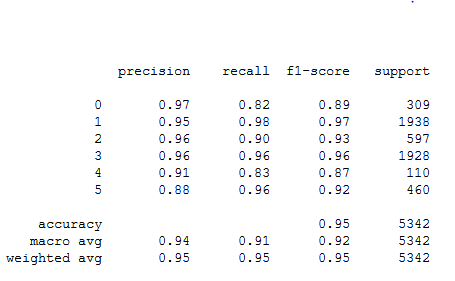 precision recall f1-score support
0 0.97 0.82 0.89 309
1 0.95 0.98 0.97 1938
2 0.96 0.90 0.93 597
3 0.96 0.96 0.96 1928
4 0.91 0.83 0.87 110
5 0.88 0.96 0.92 460
accuracy 0.95 5342
macro avg 0.94 0.91 0.92 5342
weighted avg 0.95 0.95 0.95 5342